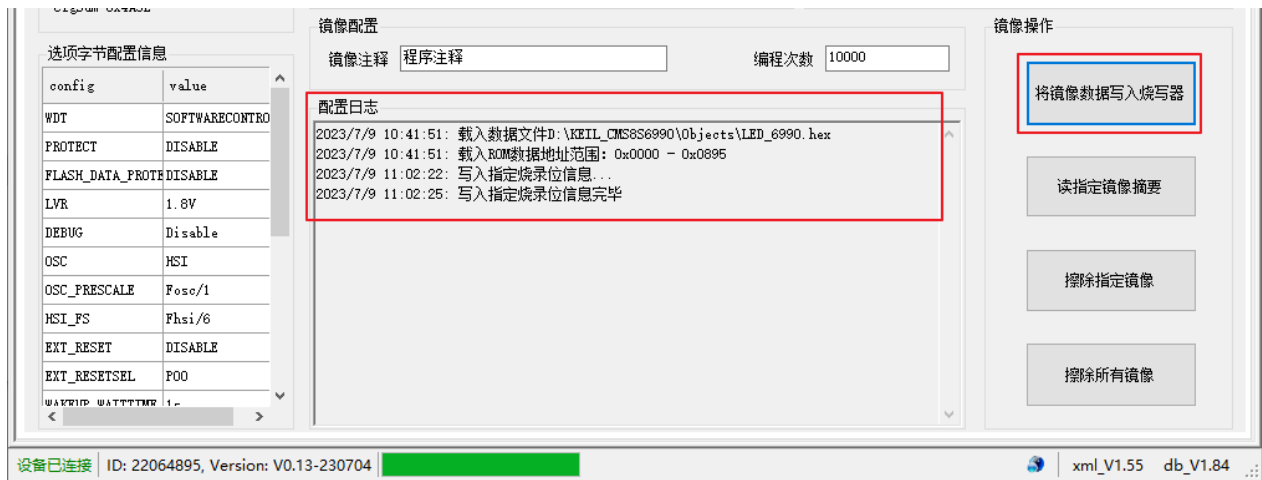 选项字节配置信息
config value
WDT SOFTWARECONTRO
PROTECT DISABLE
FLASH_DATA_PROTE DISABLE
LVR 1.8V
DEBUG Disable
OSC HSI
OSC_PRESCALE Fosc/1
HSI_FS Fhsi/6
EXT_RESET DISABLE
EXT_RESETSEL P00
镜像配置
镜像注释 程序注释 编程次数 10000
配置日志
2023/7/9 10:41:51: 载入数据文件D:\KEIL_CMS8S6990\Objects\LED_6990.hex
2023/7/9 10:41:51: 载入ROM数据地址范围: 0x0000 - 0x0895
2023/7/9 11:02:22: 写入指定烧录位信息...
2023/7/9 11:02:25: 写入指定烧录位信息完毕
镜像操作
将镜像数据写入烧写器
读指定镜像摘要
擦除指定镜像
擦除所有镜像
设备已连接 ID: 22064895, Version: V0.13-230704 xml_V1.55 db_V1.84